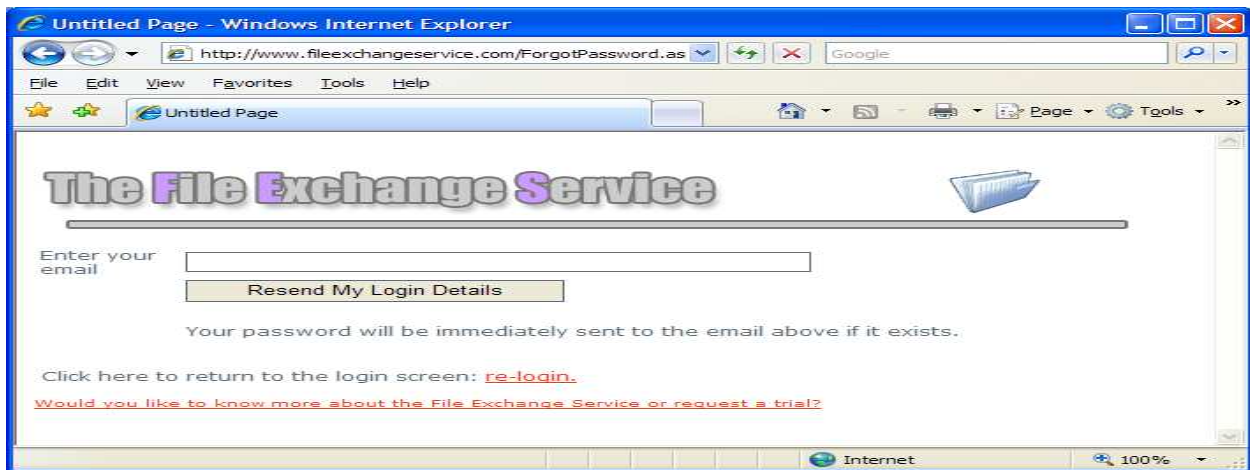 Untitled Page - Windows Internet Explorer
http://www.fileexchangeservice.com/ForgotPassword.as
Google
File Edit View Favorites Tools Help
Untitled Page
Page Tools »
The File Exchange Service
Enter your
email
Resend My Login Details
Your password will be immediately sent to the email above if it exists.
Click here to return to the login screen: re-login.
Would you like to know more about the File Exchange Service or request a trial?
Internet 100%